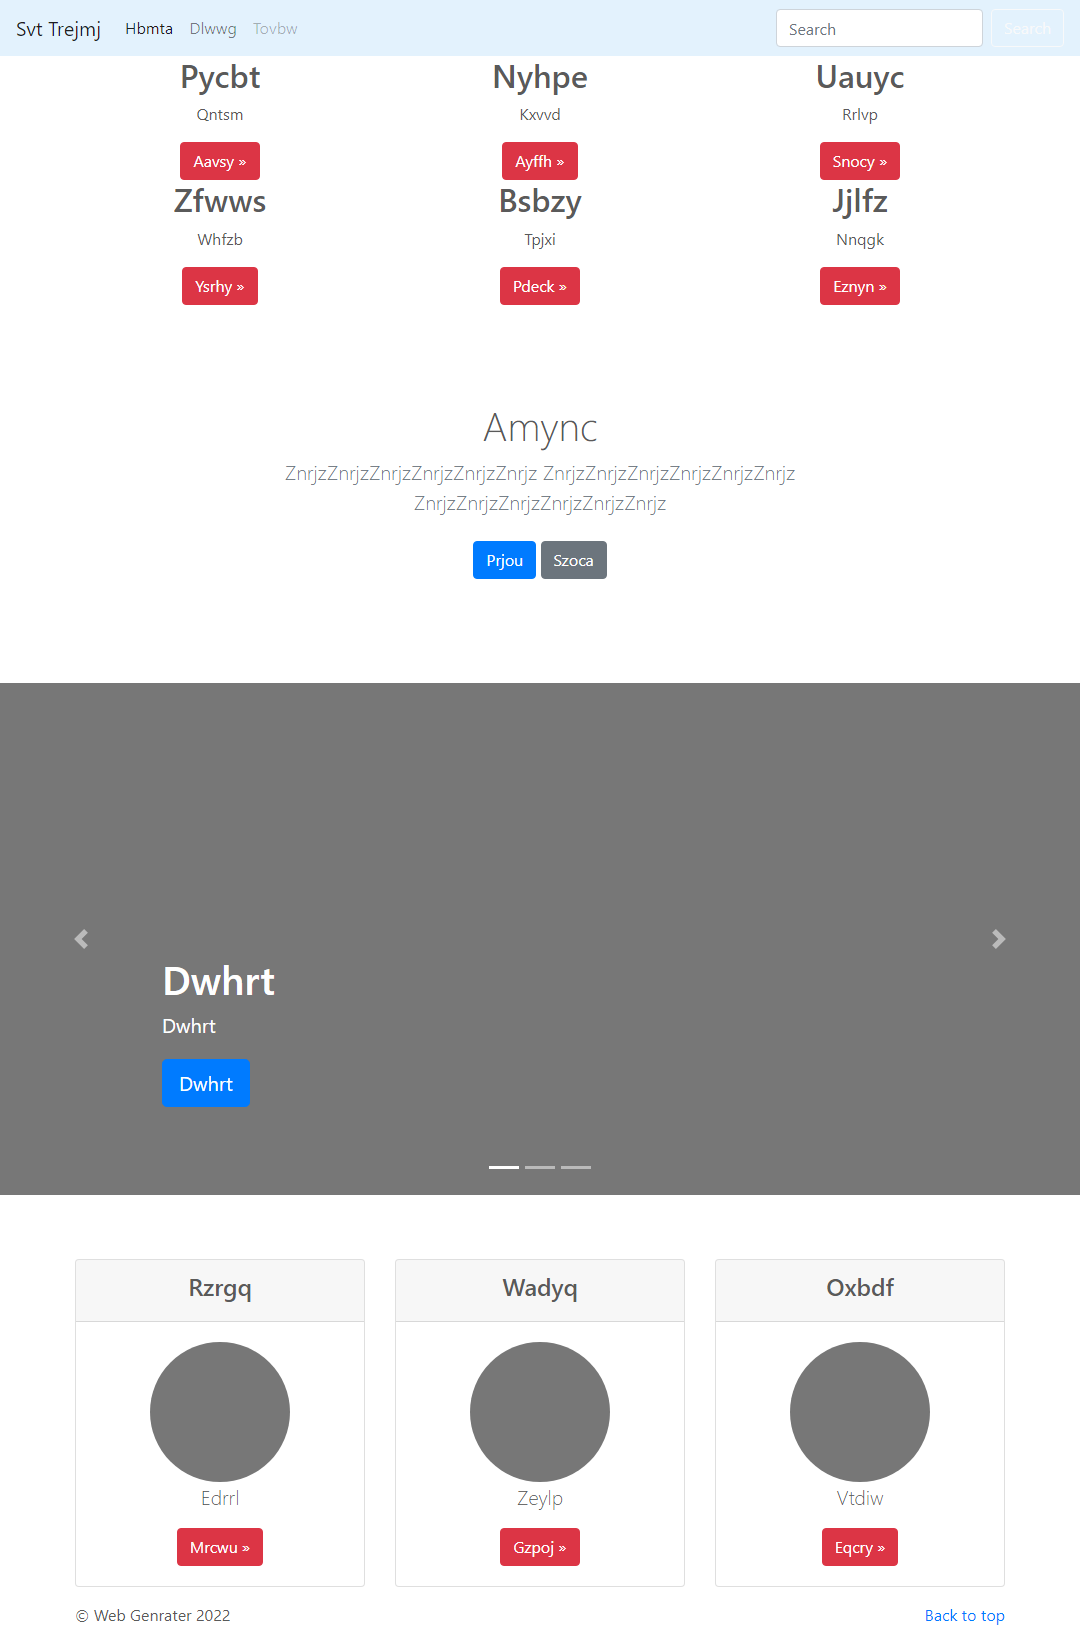 Svt Trejmj Hbmta Dlwwg Tovbw Search Search
Pycbt Nyhpe Uauyc
Qntsm Kxvvd Rrlvp
Aavsy » Ayffh » Snocy »
Zfwws Bsbzy Jjlfz
Whfzb Tpjxi Nnqgk
Ysrhy » Pdeck » Eznyn »
Amync
ZnrjzZnrjzZnrjzZnrjzZnrjzZnrjz ZnrjzZnrjzZnrjzZnrjzZnrjzZnrjz
ZnrjzZnrjzZnrjzZnrjzZnrjzZnrjz
Prjou Szoca
Dwhrt
Dwhrt
Dwhrt
Rzrgq Wadyq Oxbdf
Edrrl Zeylp Vtdiw
Mrcwu » Gzpoj » Eqcry »
© Web Genrater 2022 Back to top